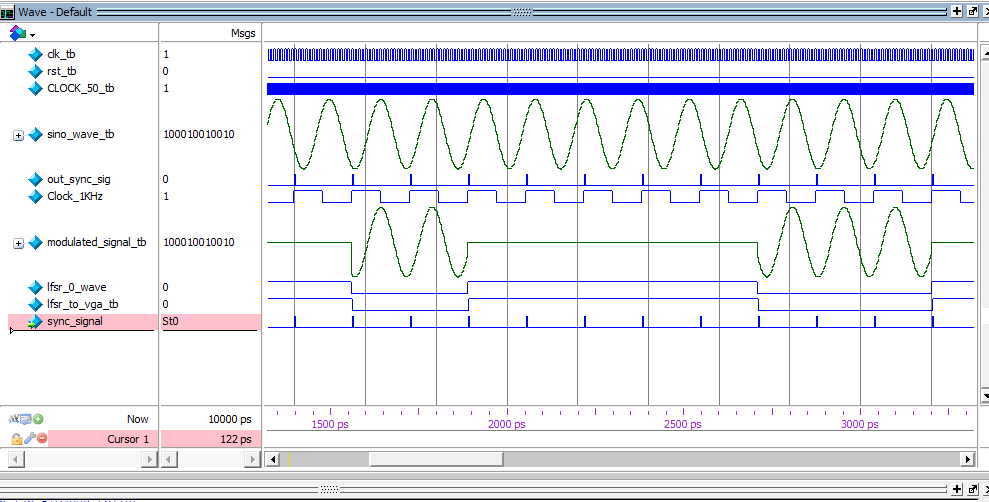 Wave - Default
Msgs
clk_tb 1
rst_tb 0
CLOCK_50_tb 1
sino_wave_tb 100010010010
out_sync_sig 0
Clock_1KHz 1
modulated_signal_tb 100010010010
lfsr_0_wave 0
lfsr_to_vga_tb 0
sync_signal St0
Now 10000 ps
Cursor 1 122 ps
1500 ps 2000 ps 2500 ps 3000 ps